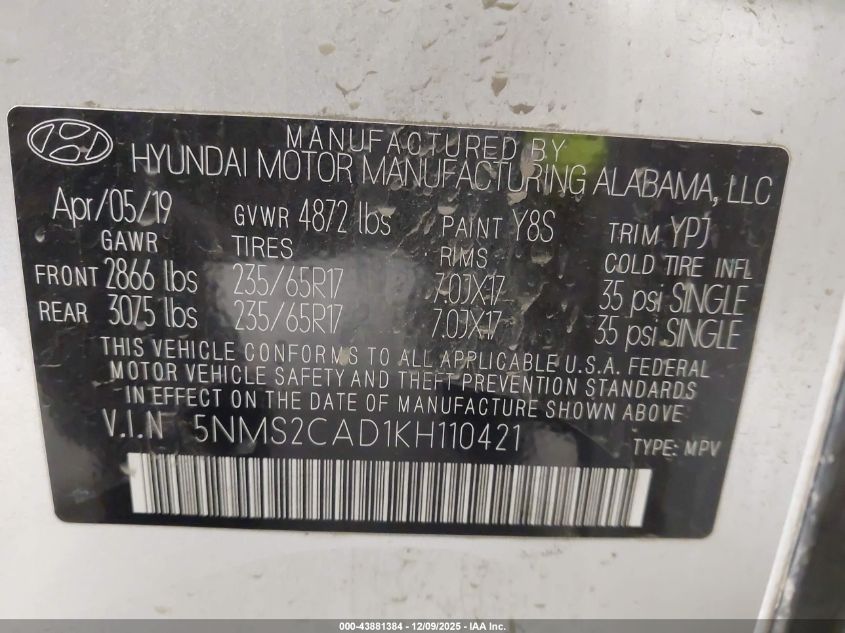 MANUFACTURED BY
HYUNDAI MOTOR MANUFACTURING ALABAMA, LLC
Apr/05/19 GVWR 4872 lbs PAINT Y8S TRIM YPJ
GAWR TIRES RIMS COLD TIRE INFL
FRONT 2866 lbs 235/65R17 7.0JX17 35 psi SINGLE
REAR 3075 lbs 235/65R17 7.0JX17 35 psi SINGLE
THIS VEHICLE CONFORMS TO ALL APPLICABLE U.S.A. FEDERAL
MOTOR VEHICLE SAFETY AND THEFT PREVENTION STANDARDS
IN EFFECT ON THE DATE OF MANUFACTURE SHOWN ABOVE
V.I.N 5NMS2CAD1KH110421 TYPE: MPV
000-43881384 - 12/09/2025 - IAA Inc.